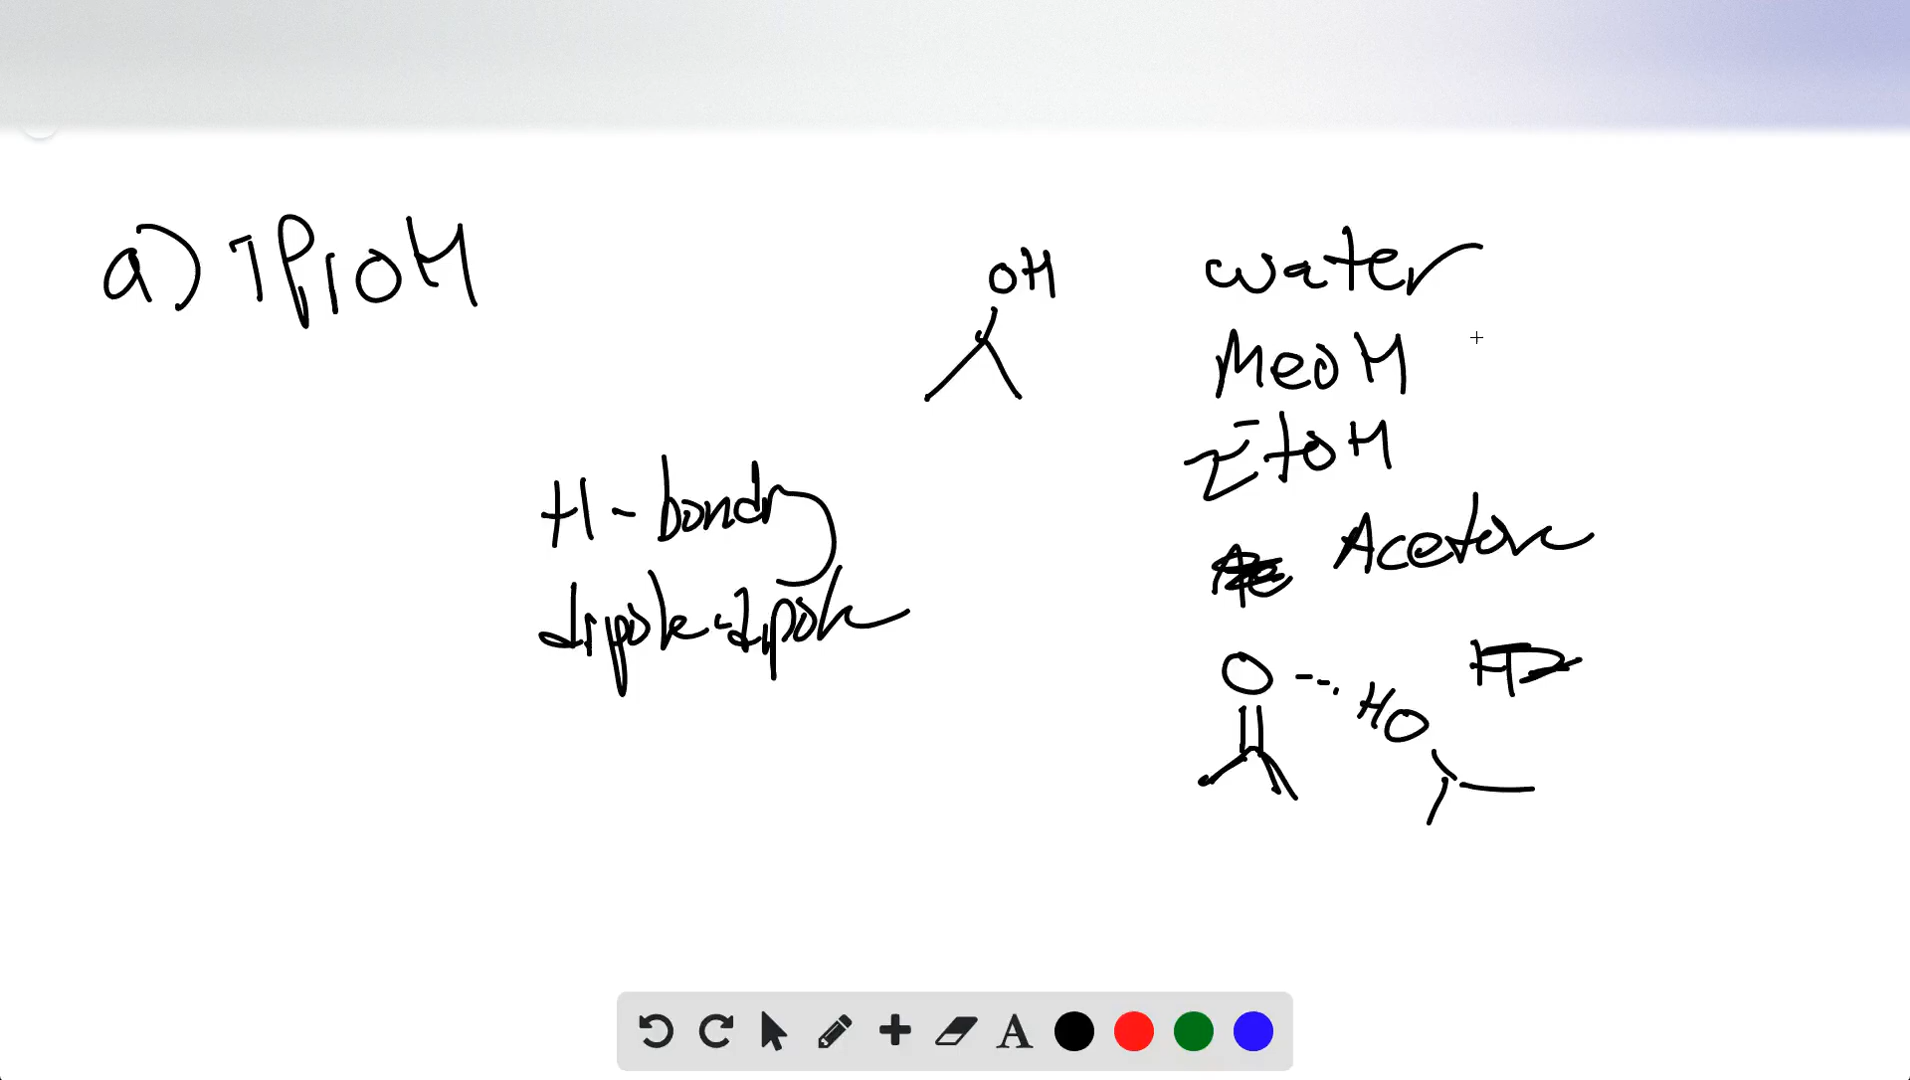 a) iPrOH
OH
water
MeOH
EtOH
Acetone
H-bonding
dipole-dipole
O --- HO
A